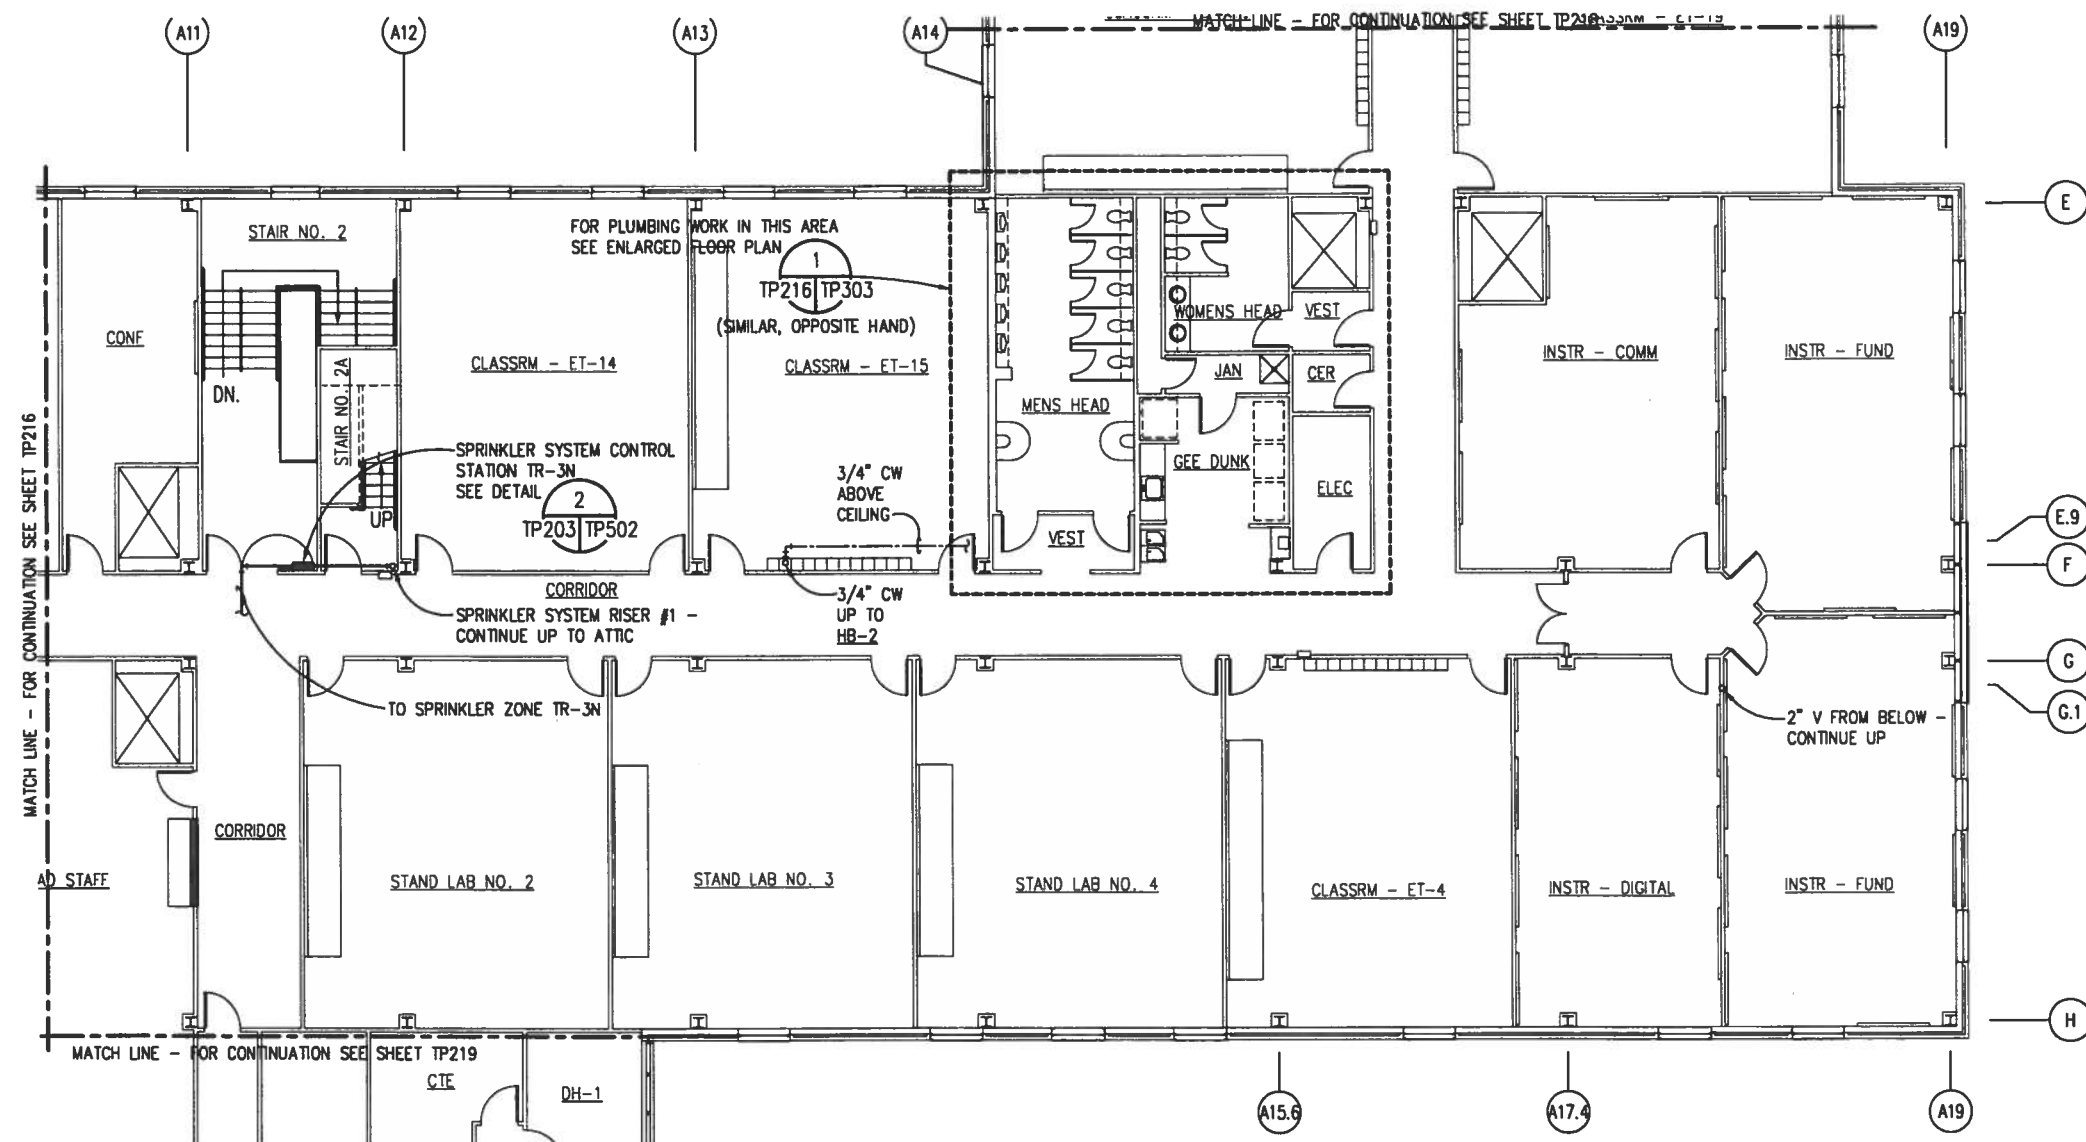 A11
A12
A13
A14
MATCH LINE - FOR CONTINUATION SEE SHEET
A19
STAIR NO. 2
FOR PLUMBING WORK IN THIS AREA
SEE ENLARGED FLOOR PLAN
1
TP216 TP303
(SIMILAR, OPPOSITE HAND)
E
CONF
DN.
STAIR NO. 2A
UP
CLASSRM - ET-14
CLASSRM - ET-15
WOMENS HEAD
VEST
JAN
CER
MENS HEAD
GEE DUNK
ELEC
VEST
INSTR - COMM
INSTR - FUND
MATCH LINE - FOR CONTINUATION SEE SHEET TP216
SPRINKLER SYSTEM CONTROL
STATION TR-3N
SEE DETAIL
2
TP203 TP502
3/4" CW
ABOVE
CEILING
E.9
F
CORRIDOR
SPRINKLER SYSTEM RISER #1 -
CONTINUE UP TO ATTIC
3/4" CW
UP TO
HB-2
G
G.1
TO SPRINKLER ZONE TR-3N
2" V FROM BELOW -
CONTINUE UP
CORRIDOR
AD STAFF
STAND LAB NO. 2
STAND LAB NO. 3
STAND LAB NO. 4
CLASSRM - ET-4
INSTR - DIGITAL
INSTR - FUND
H
MATCH LINE - FOR CONTINUATION SEE SHEET TP219
CTE
DH-1
A15.6
A17.4
A19